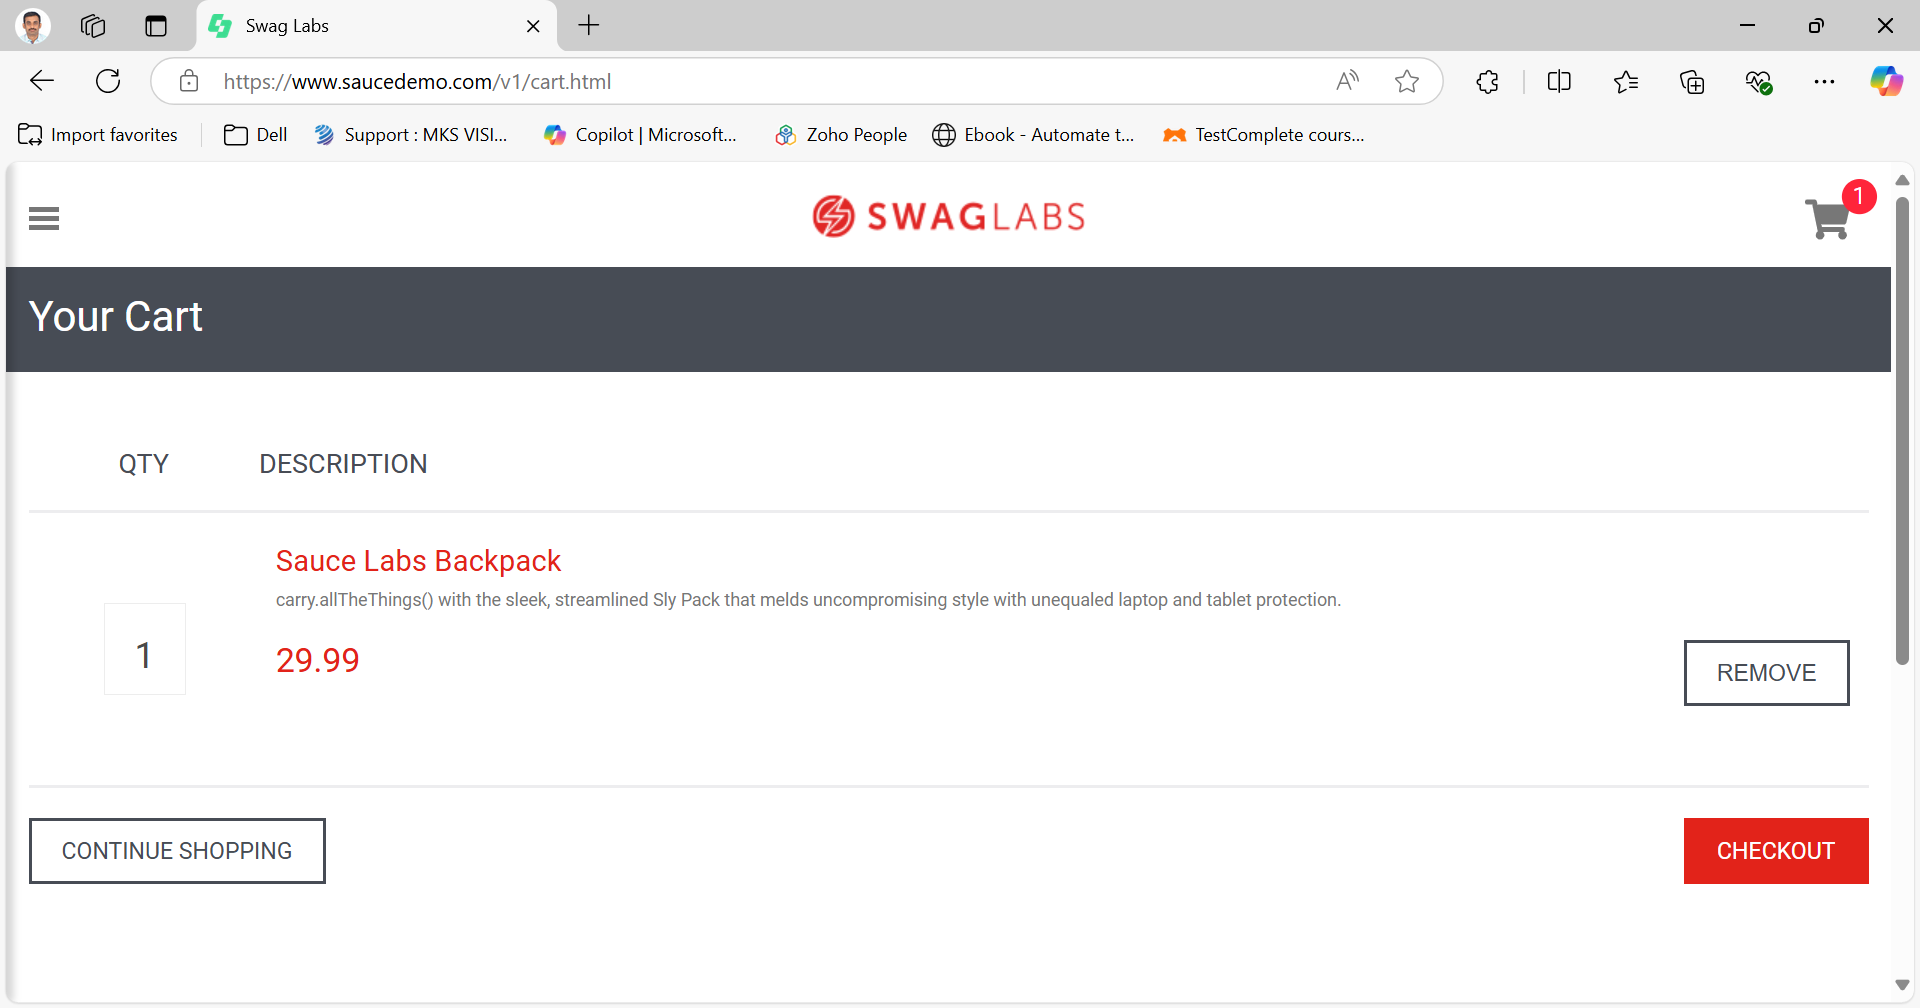 Swag Labs
https://www.saucedemo.com/v1/cart.html
Import favorites Dell Support : MKS VISI... Copilot | Microsoft... Zoho People Ebook - Automate t... TestComplete cours...
SWAGLABS
1
Your Cart
QTY DESCRIPTION
Sauce Labs Backpack
carry.allTheThings() with the sleek, streamlined Sly Pack that melds uncompromising style with unequaled laptop and tablet protection.
1
29.99
REMOVE
CONTINUE SHOPPING CHECKOUT